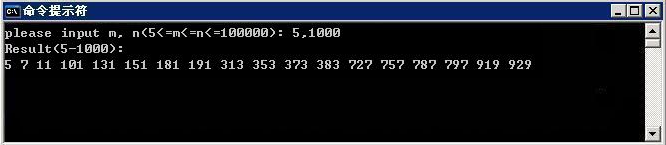 命令提示符
please input m, n(5<=m<=n<=100000): 5,1000
Result(5-1000):
5 7 11 101 131 151 181 191 313 353 373 383 727 757 787 797 919 929